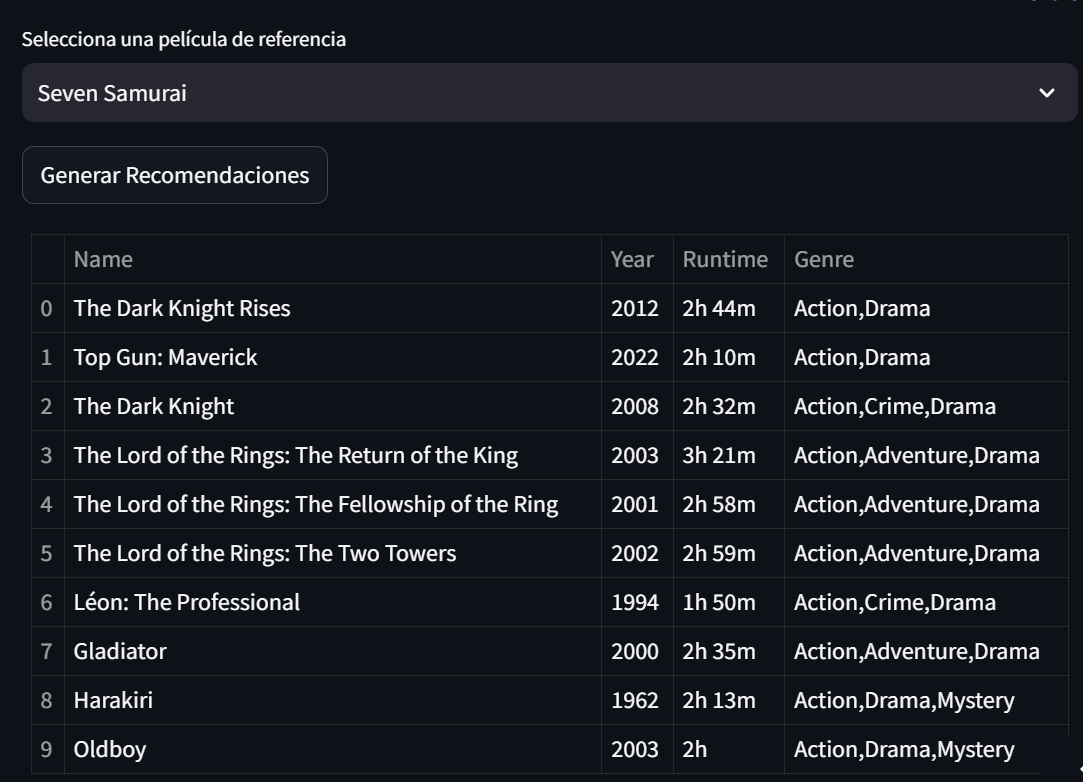 Selecciona una película de referencia
Seven Samurai
Generar Recomendaciones
Name Year Runtime Genre
0 The Dark Knight Rises 2012 2h 44m Action,Drama
1 Top Gun: Maverick 2022 2h 10m Action,Drama
2 The Dark Knight 2008 2h 32m Action,Crime,Drama
3 The Lord of the Rings: The Return of the King 2003 3h 21m Action,Adventure,Drama
4 The Lord of the Rings: The Fellowship of the Ring 2001 2h 58m Action,Adventure,Drama
5 The Lord of the Rings: The Two Towers 2002 2h 59m Action,Adventure,Drama
6 Léon: The Professional 1994 1h 50m Action,Crime,Drama
7 Gladiator 2000 2h 35m Action,Adventure,Drama
8 Harakiri 1962 2h 13m Action,Drama,Mystery
9 Oldboy 2003 2h Action,Drama,Mystery